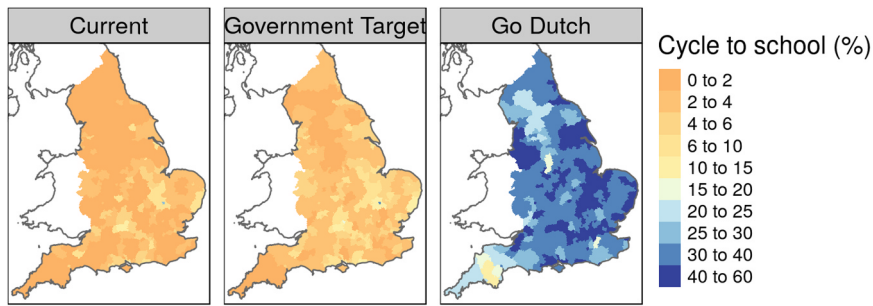 Current
Government Target
Go Dutch
Cycle to school (%)
0 to 2
2 to 4
4 to 6
6 to 10
10 to 15
15 to 20
20 to 25
25 to 30
30 to 40
40 to 60